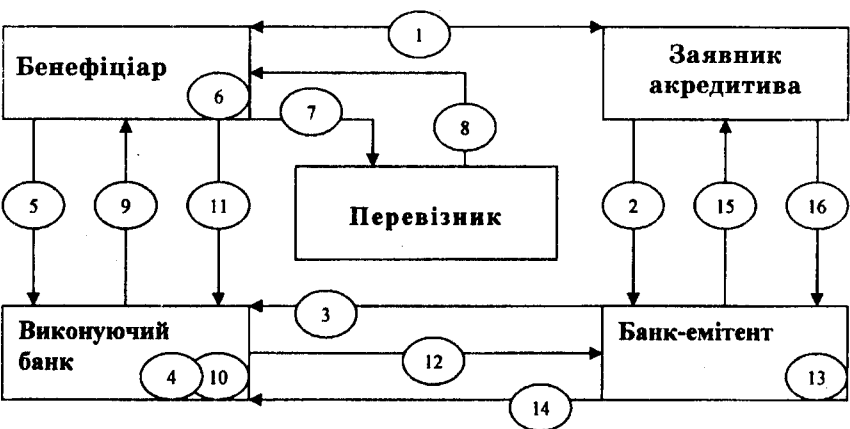 1
Бенефіціар
Заявник
акредитива
6
7
8
5
9
11
Перевізник
2
15
16
3
Виконуючий
банк
4
10
12
Банк-емітент
13
14